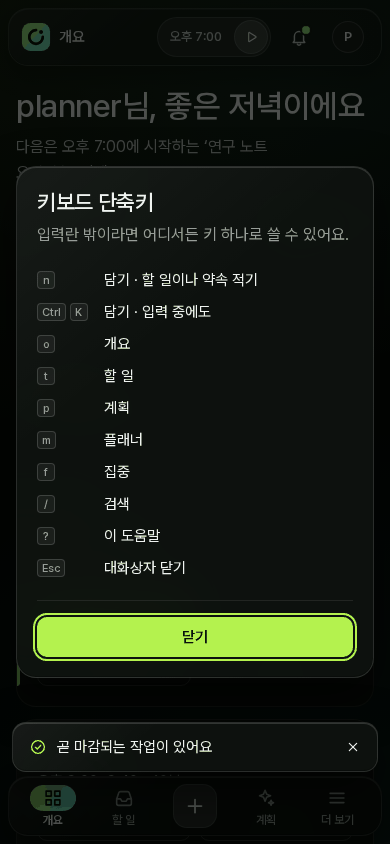 개요
오후 7:00
P
planner님, 좋은 저녁이에요
다음은 오후 7:00에 시작하는 ‘연구 노트
키보드 단축키
입력란 밖이라면 어디서든 키 하나로 쓸 수 있어요.
n 담기 · 할 일이나 약속 적기
Ctrl K 담기 · 입력 중에도
o 개요
t 할 일
p 계획
m 플래너
f 집중
/ 검색
? 이 도움말
Esc 대화상자 닫기
닫기
곧 마감되는 작업이 있어요
개요
할 일
계획
더 보기